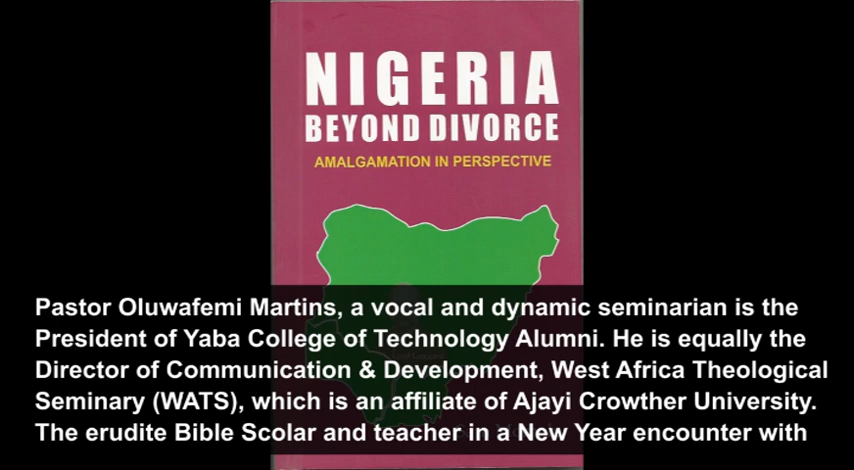 NIGERIA
BEYOND DIVORCE
AMALGAMATION IN PERSPECTIVE
Pastor Oluwafemi Martins, a vocal and dynamic seminarian is the
President of Yaba College of Technology Alumni. He is equally the
Director of Communication & Development, West Africa Theological
Seminary (WATS), which is an affiliate of Ajayi Crowther University.
The erudite Bible Scolar and teacher in a New Year encounter with